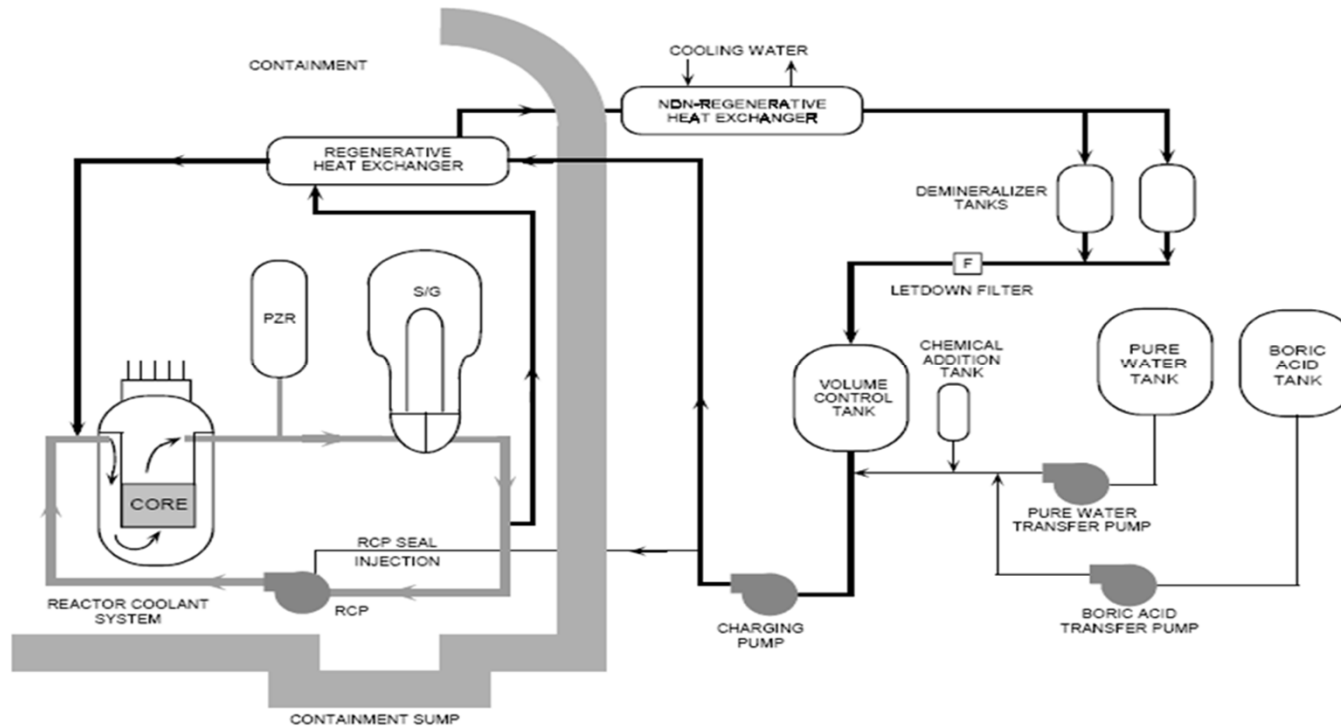 COOLING WATER
CONTAINMENT
NON-REGENERATIVE
HEAT EXCHANGER
REGENERATIVE
HEAT EXCHANGER
DEMINERALIZER
TANKS
F
LETDOWN FILTER
S/G
PZR
CHEMICAL
ADDITION
TANK
PURE
WATER
TANK
BORIC
ACID
TANK
VOLUME
CONTROL
TANK
CORE
PURE WATER
TRANSFER PUMP
RCP SEAL
INJECTION
REACTOR COOLANT
SYSTEM
RCP
CHARGING
PUMP
BORIC ACID
TRANSFER PUMP
CONTAINMENT SUMP